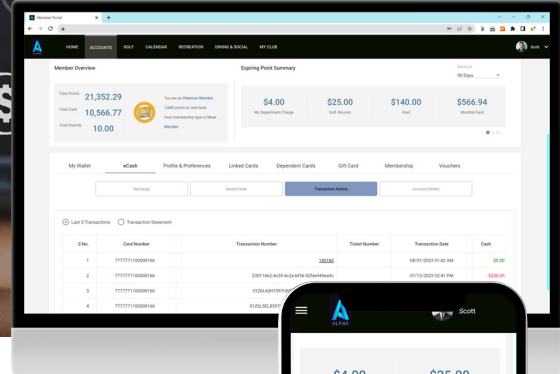 Member Portal
HOME ACCOUNTS GOLF CALENDAR RECREATION DINING & SOCIAL MY CLUB Scott
Member Overview Expiring Point Summary
90 Days
Total Points 21,352.29
Total Cash 10,566.77
Total Rounds 10.00
You are an Platinum Member
1,000 points to next level
Your membership type is Silver -
Member
$4.00 $25.00 $140.00 $566.94
My Department Charge Golf-Rounds Pool Monthly Fund
My Wallet eCash Profile & Preferences Linked Cards Dependent Cards Gift Card Membership Vouchers
Recharge Saved Cards Transaction History Account Details
Last 5 Transactions Transaction Statement
S No. Card Number Transaction Number Ticket Number Transaction Date Cash
1 7777771100000166 140160 08/31/2023 01:42 AM
2 7777771100000166 07/13/2023 02:41 PM
3 7777771100000166
4 7777771100000166
ALPHA
Scott
$4.00 $25.00